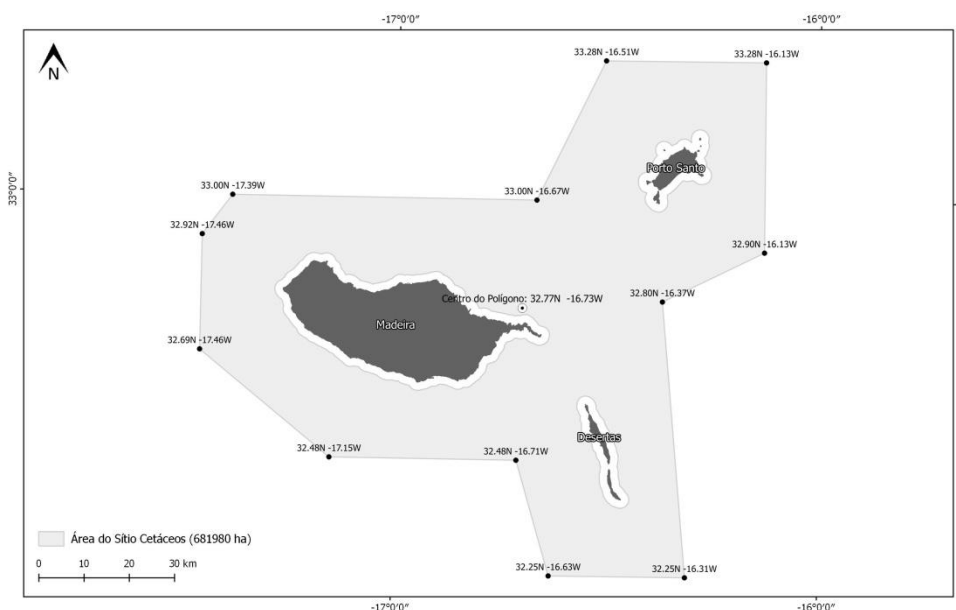 -17°0'0"
-16°0'0"
N
33.28N -16.51W
33.28N -16.13W
Porto Santo
33°0'0"
33.00N -17.39W
33.00N -16.67W
32.92N -17.46W
32.90N -16.13W
32.80N -16.37W
Centro do Polígono: 32.77N -16.73W
Madeira
32.69N -17.46W
Desertas
32.48N -17.15W
32.48N -16.71W
Área do Sítio Cetáceos (681980 ha)
0 10 20 30 km
32.25N -16.63W
32.25N -16.31W
-17°0'0"
-16°0'0"